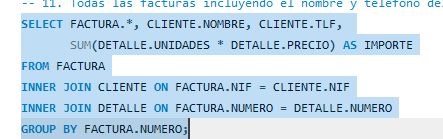 -- 11. Todas las facturas incluyendo el nombre y telefono de
SELECT FACTURA.*, CLIENTE.NOMBRE, CLIENTE.TLF,
SUM(DETALLE.UNIDADES * DETALLE.PRECIO) AS IMPORTE
FROM FACTURA
INNER JOIN CLIENTE ON FACTURA.NIF = CLIENTE.NIF
INNER JOIN DETALLE ON FACTURA.NUMERO = DETALLE.NUMERO
GROUP BY FACTURA.NUMERO;